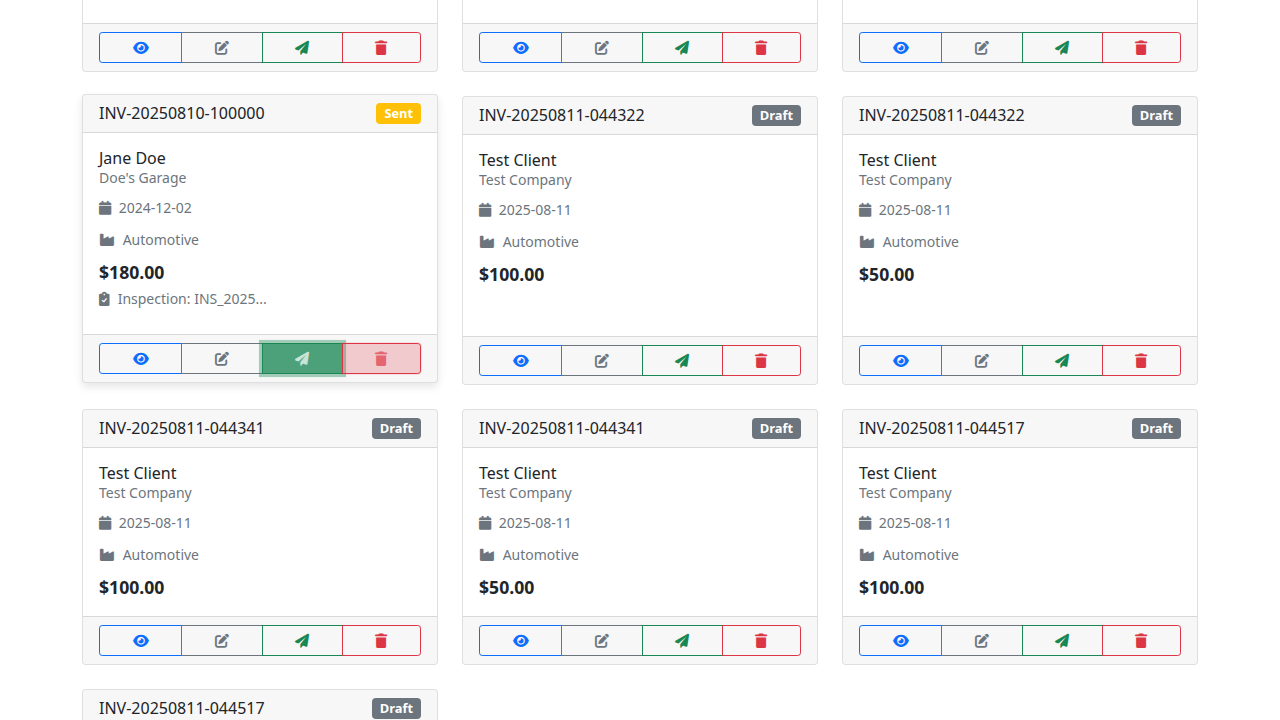 INV-20250810-100000 Sent
Jane Doe
Doe's Garage
2024-12-02
Automotive
$180.00
Inspection: INS_2025...
INV-20250811-044322 Draft
Test Client
Test Company
2025-08-11
Automotive
$100.00
INV-20250811-044322 Draft
Test Client
Test Company
2025-08-11
Automotive
$50.00
INV-20250811-044341 Draft
Test Client
Test Company
2025-08-11
Automotive
$100.00
INV-20250811-044341 Draft
Test Client
Test Company
2025-08-11
Automotive
$50.00
INV-20250811-044517 Draft
Test Client
Test Company
2025-08-11
Automotive
$100.00
INV-20250811-044517 Draft